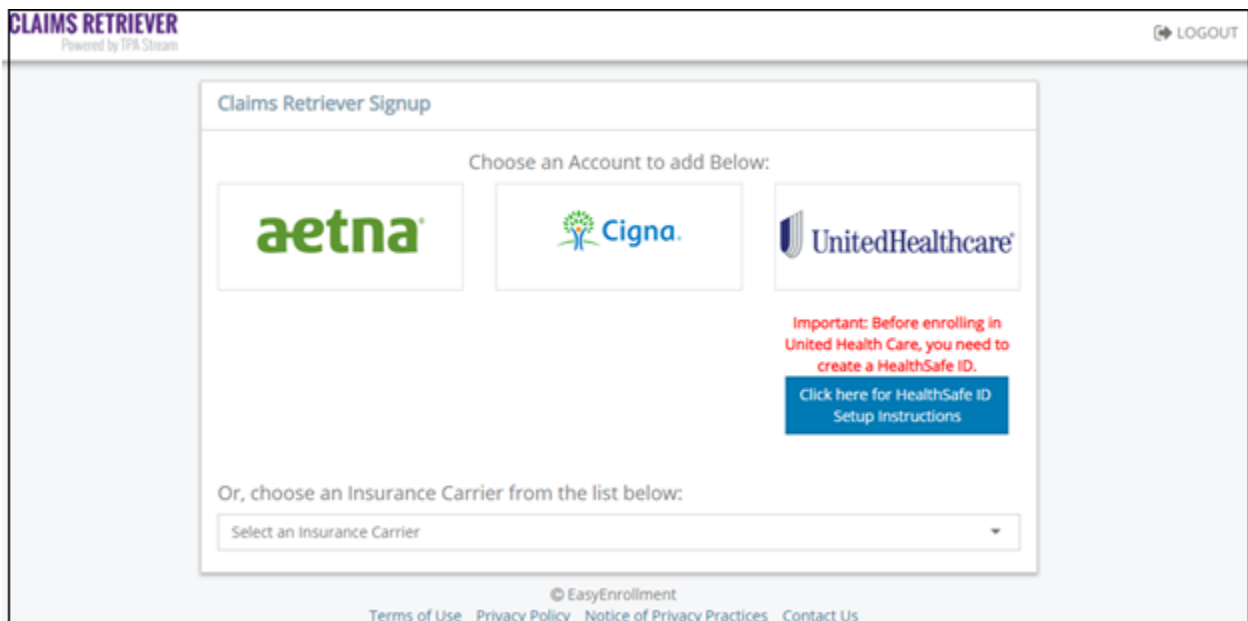 CLAIMS RETRIEVER
Powered by TPA Stream
LOGOUT
Claims Retriever Signup
Choose an Account to add Below:
aetna®
Cigna.
UnitedHealthcare®
Important: Before enrolling in
United Health Care, you need to
create a HealthSafe ID.
Click here for HealthSafe ID
Setup Instructions
Or, choose an Insurance Carrier from the list below:
Select an Insurance Carrier
© EasyEnrollment
Terms of Use Privacy Policy Notice of Privacy Practices Contact Us